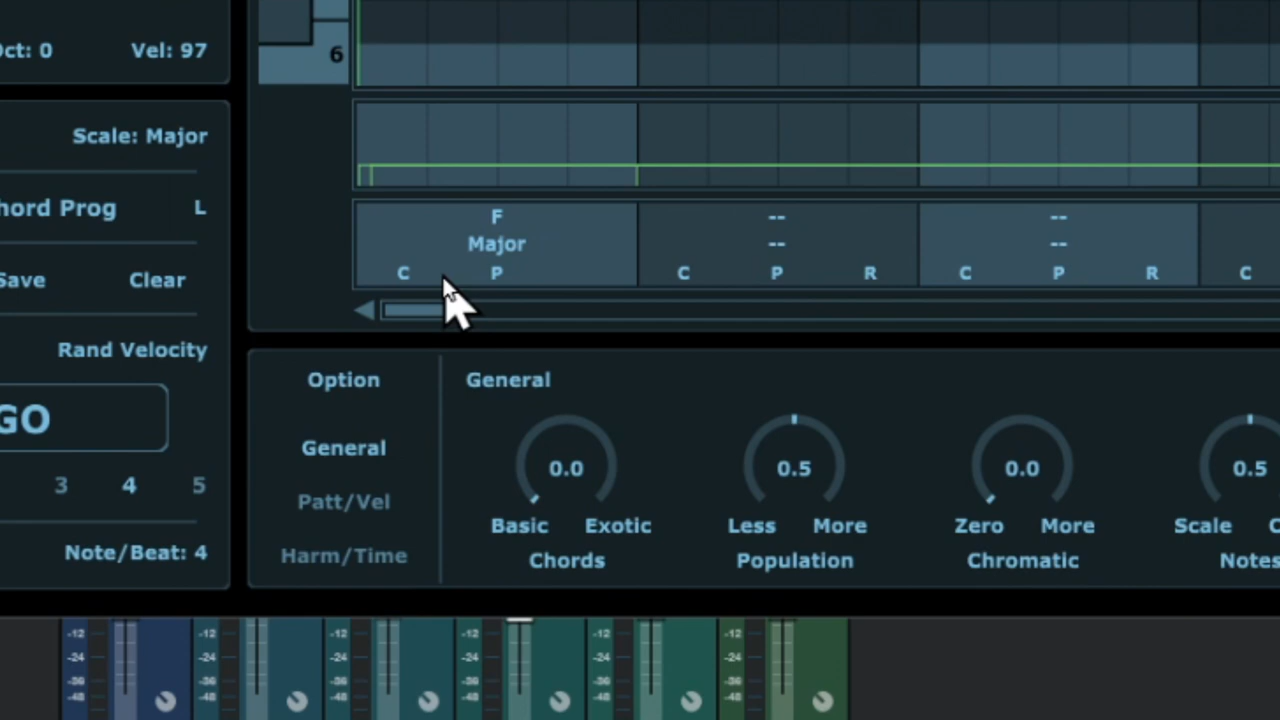 Oct: 0 Vel: 97
6
Scale: Major
Chord Prog L
Save Clear
Rand Velocity
GO
3 4 5
Note/Beat: 4
F -- --
Major -- --
C P C P R C P R C
Option
General
Patt/Vel
Harm/Time
General
0.0 0.5 0.0 0.5
Basic Exotic Less More Zero More Scale C
Chords Population Chromatic Notes
-12 -12 -12 -12 -12 -12
-24 -24 -24 -24 -24 -24
-36 -36 -36 -36 -36 -36
-48 -48 -48 -48 -48 -48